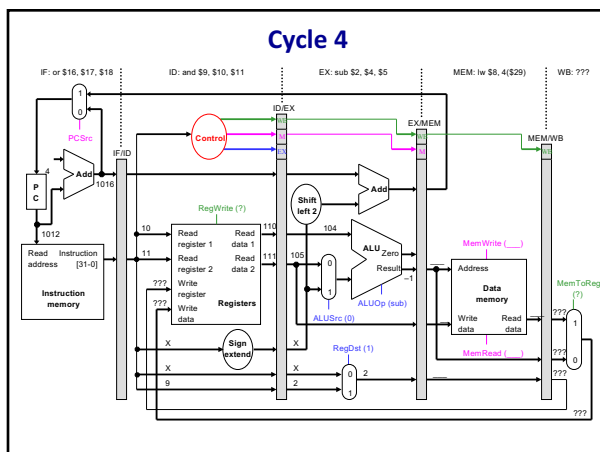 Cycle 4
IF: or $16, $17, $18
ID: and $9, $10, $11
EX: sub $2, $4, $5
MEM: lw $8, 4($29)
WB: ???
1
0
PCSrc
4
Add
P
C
1016
1012
IF/ID
Read
address
Instruction
[31-0]
Instruction
memory
Control
ID/EX
WB
M
EX
EX/MEM
WB
M
MEM/WB
WB
RegWrite (?)
10
11
???
???
Read
register 1
Read
register 2
Write
register
Write
data
Read
data 1
Read
data 2
Registers
110
111
104
105
Shift
left 2
Add
0
1
ALUSrc (0)
ALU
Zero
Result
–1
ALUOp (sub)
X
Sign
extend
X
X
X
9
2
RegDst (1)
0
1
2
___
___
___
MemWrite (___)
Address
Data
memory
Write
data
Read
data
MemRead (___)
___
MemToReg
(?)
???
???
1
0
???
???